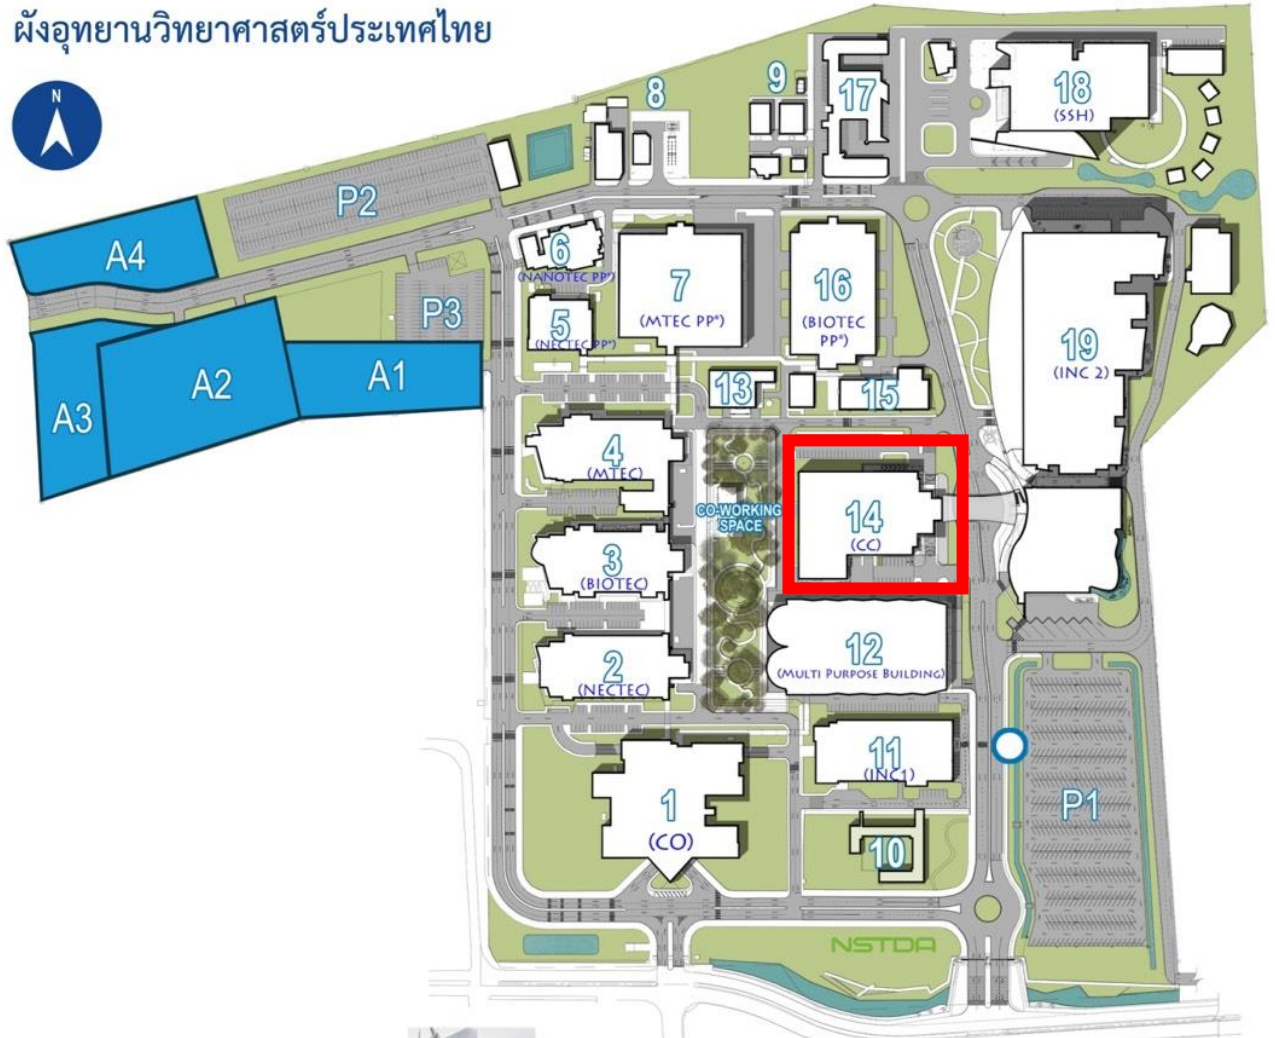 ผังอุทยานวิทยาศาสตร์ประเทศไทย
N
8
9
17
18
(SSH)
P2
A4
6
(NANOTEC PP*)
7
(MTEC PP*)
16
(BIOTEC
PP*)
P3
5
(NECTEC PP*)
19
(INC 2)
A3
A2
A1
13
15
4
(MTEC)
CO-WORKING
SPACE
14
(CC)
3
(BIOTEC)
2
(NECTEC)
12
(MULTI PURPOSE BUILDING)
11
(INC1)
1
(CO)
10
P1
NSTDA